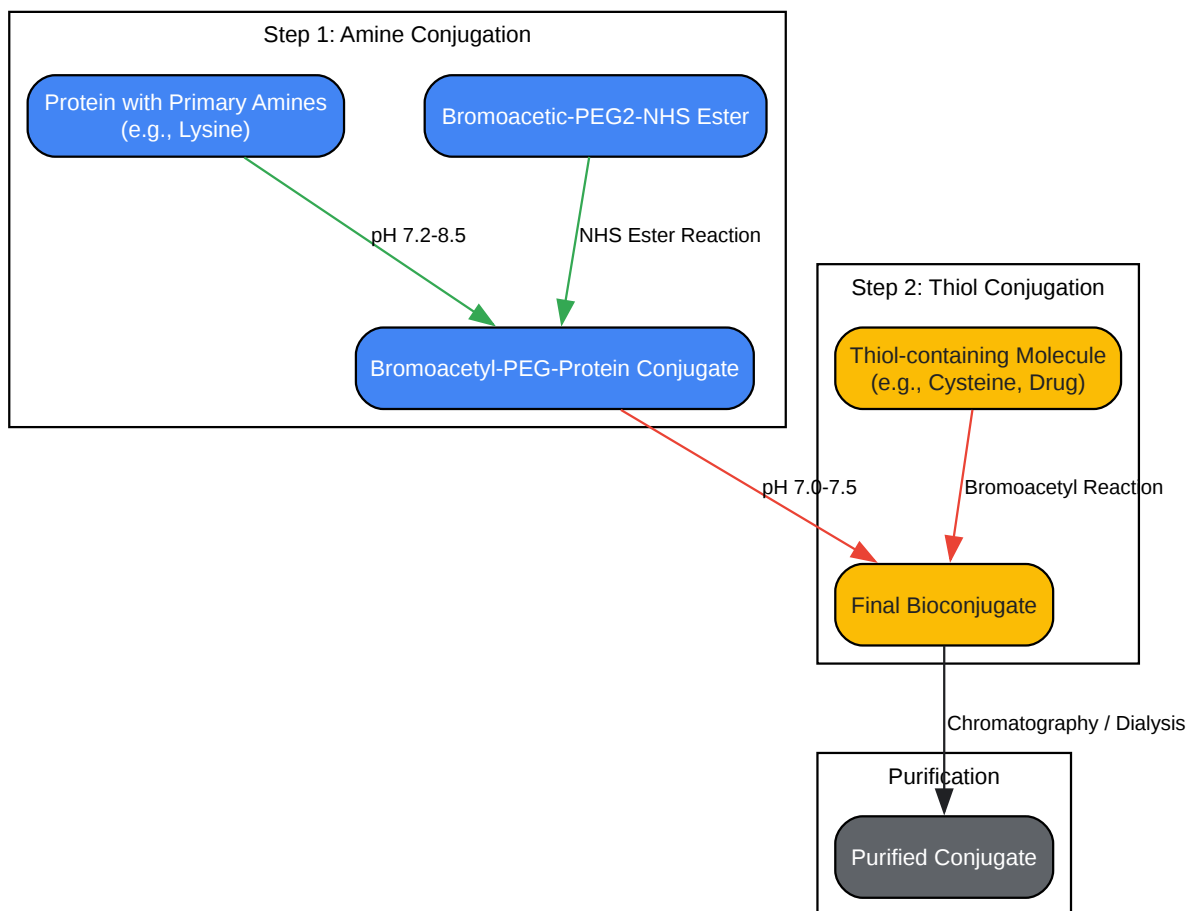 Step 1: Amine Conjugation
Protein with Primary Amines
(e.g., Lysine)
Bromoacetic-PEG2-NHS Ester
pH 7.2-8.5
NHS Ester Reaction
Bromoacetyl-PEG-Protein Conjugate
Step 2: Thiol Conjugation
Thiol-containing Molecule
(e.g., Cysteine, Drug)
pH 7.0-7.5
Bromoacetyl Reaction
Final Bioconjugate
Chromatography / Dialysis
Purification
Purified Conjugate